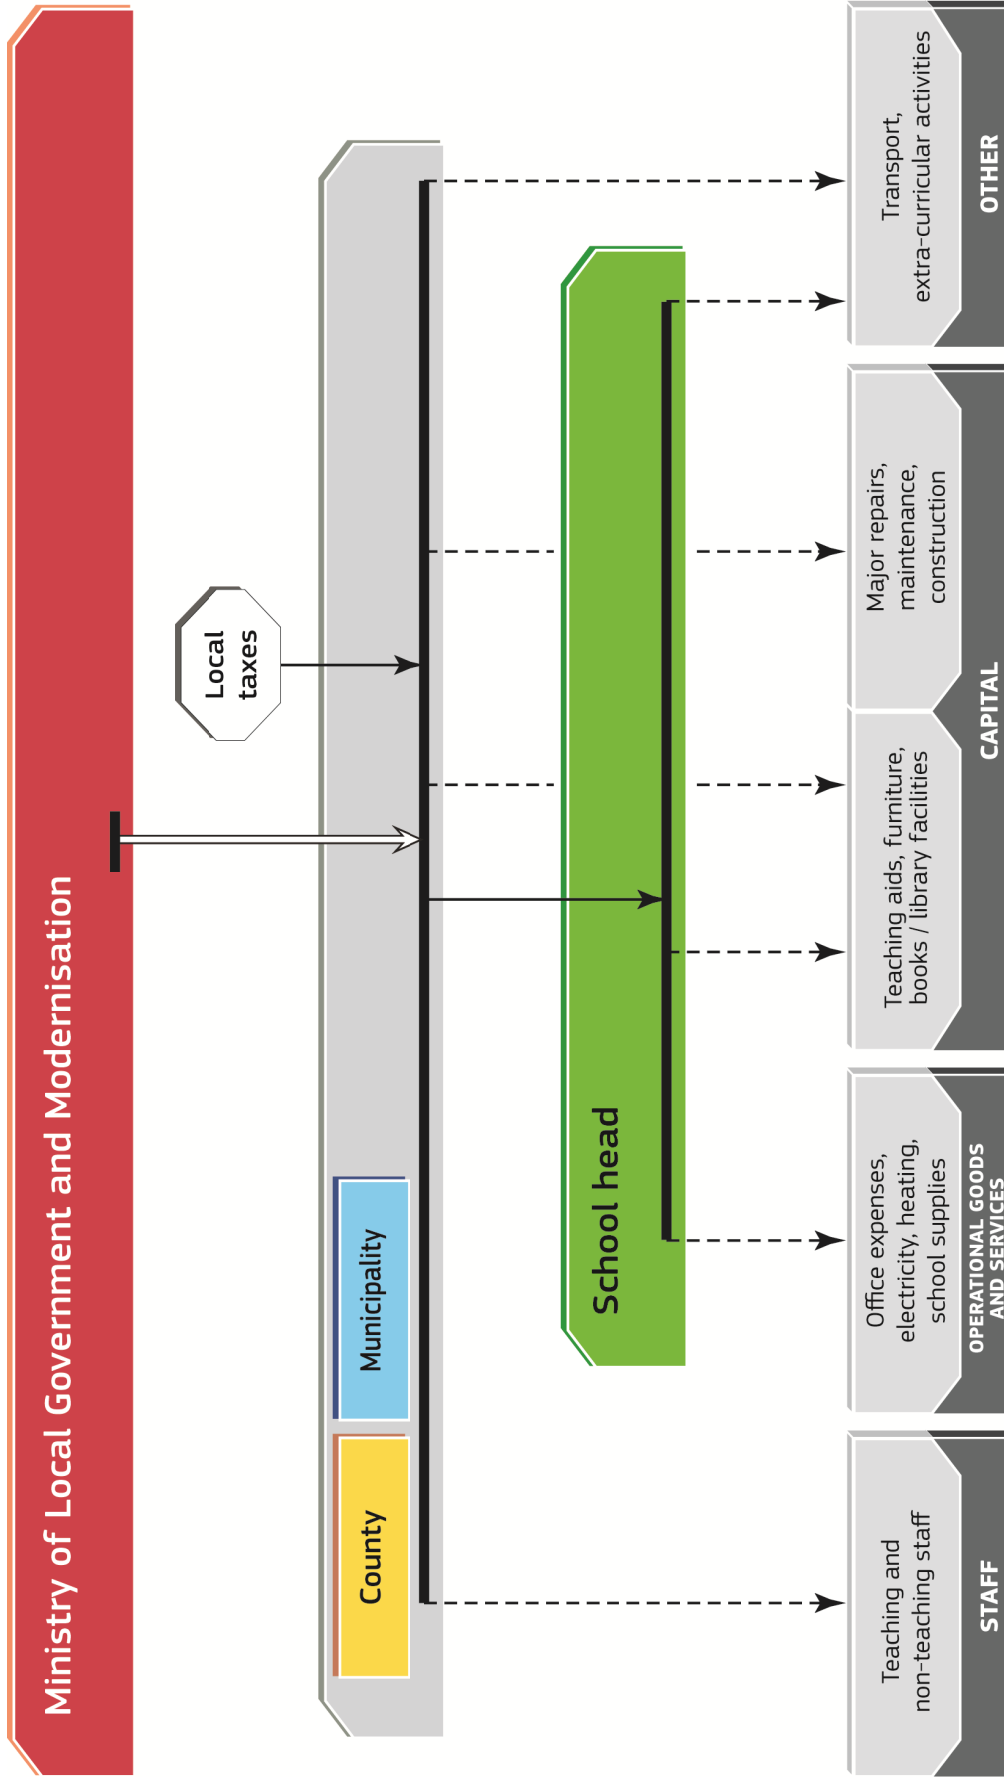 Ministry of Local Government and Modernisation
Local
taxes
County
Municipality
School head
Teaching and
non-teaching staff
STAFF
Office expenses,
electricity, heating,
school supplies
OPERATIONAL GOODS
AND SERVICES
Teaching aids, furniture,
books / library facilities
Major repairs,
maintenance,
construction
CAPITAL
Transport,
extra-curricular activities
OTHER